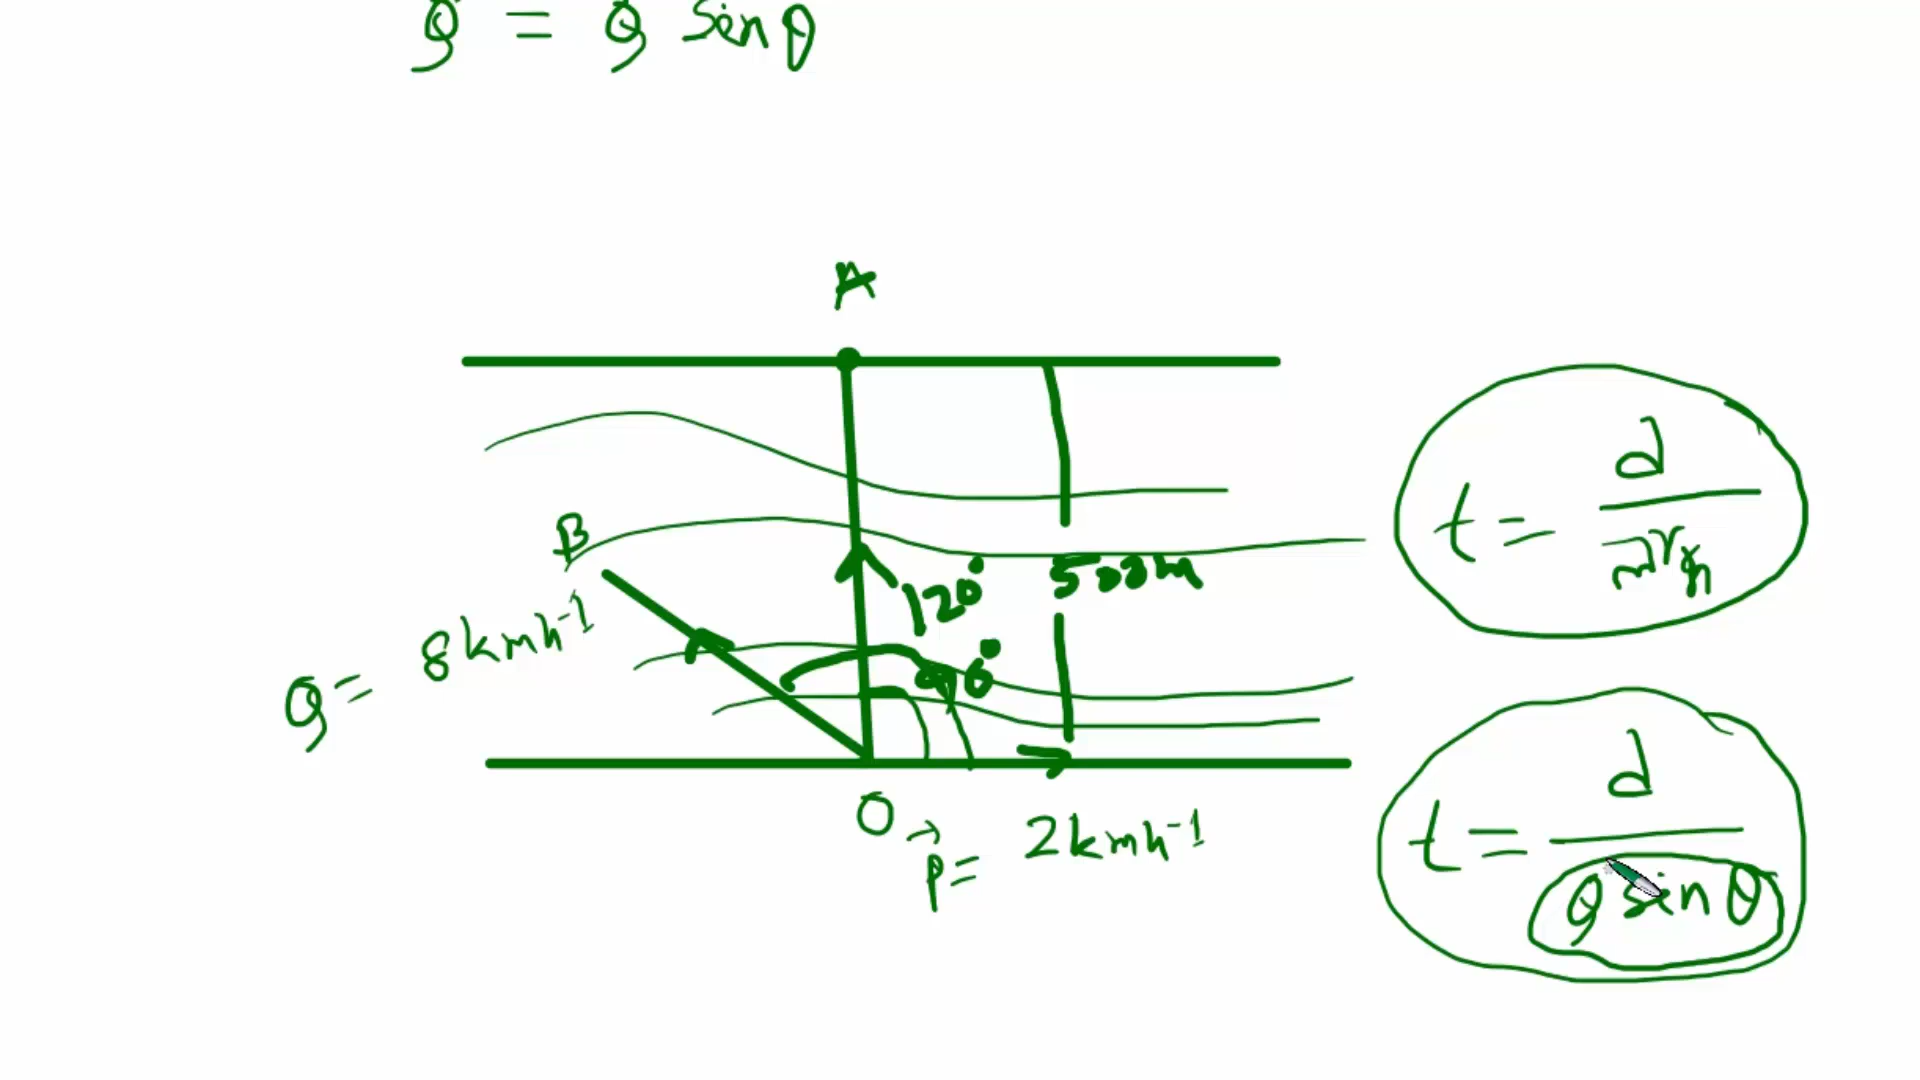 Q = Q sin θ
A
t = d
B
120°
500m
8kmh⁻¹
90°
Q =
t = d / Q sin θ
O
P⃗ =
2kmh⁻¹